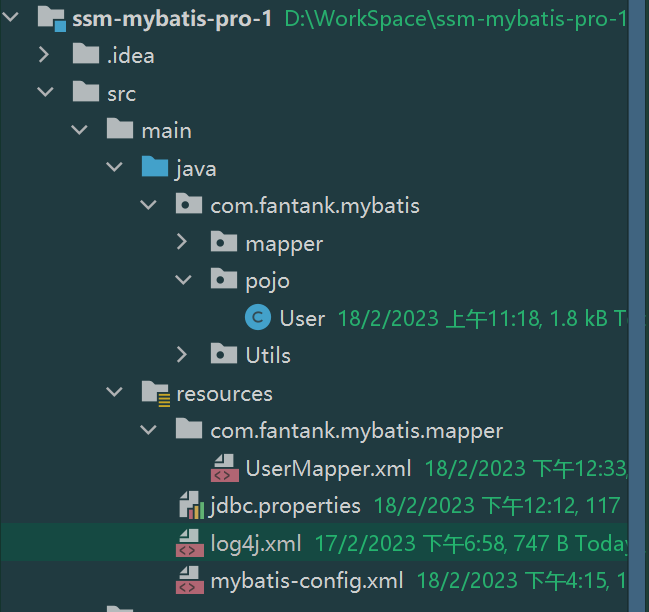 ssm-mybatis-pro-1 D:\WorkSpace\ssm-mybatis-pro-1
.idea
src
main
java
com.fantank.mybatis
mapper
pojo
User 18/2/2023 上午11:18, 1.8 kB
Utils
resources
com.fantank.mybatis.mapper
UserMapper.xml 18/2/2023 下午12:33,
jdbc.properties 18/2/2023 下午12:12, 117
log4j.xml 17/2/2023 下午6:58, 747 B Today
mybatis-config.xml 18/2/2023 下午4:15, 1